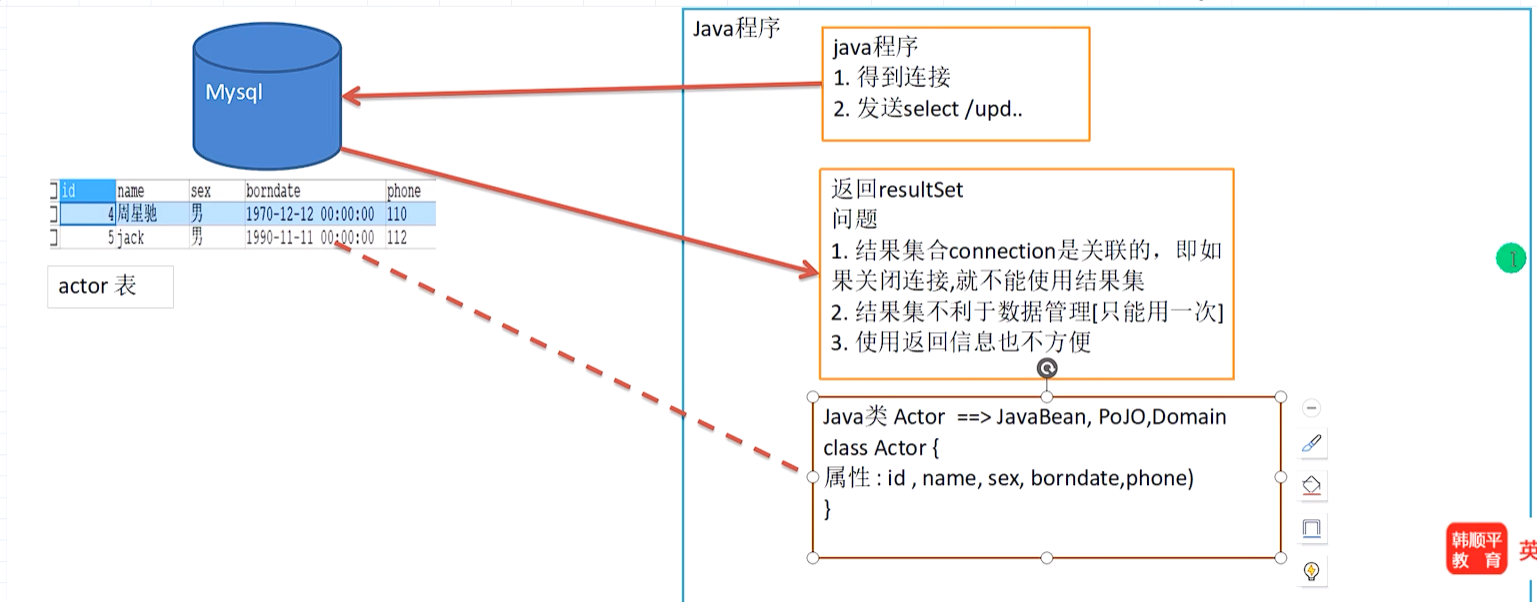 Java程序
java程序
1. 得到连接
2. 发送select /upd..
Mysql
id name sex borndate phone
4 周星驰 男 1970-12-12 00:00:00 110
5 jack 男 1990-11-11 00:00:00 112
actor 表
返回resultSet
问题
1. 结果集合connection是关联的，即如
果关闭连接,就不能使用结果集
2. 结果集不利于数据管理[只能用一次]
3. 使用返回信息也不方便
Java类 Actor ==> JavaBean, PoJO,Domain
class Actor {
属性 : id , name, sex, borndate,phone)
}
韩顺平
教 育
英